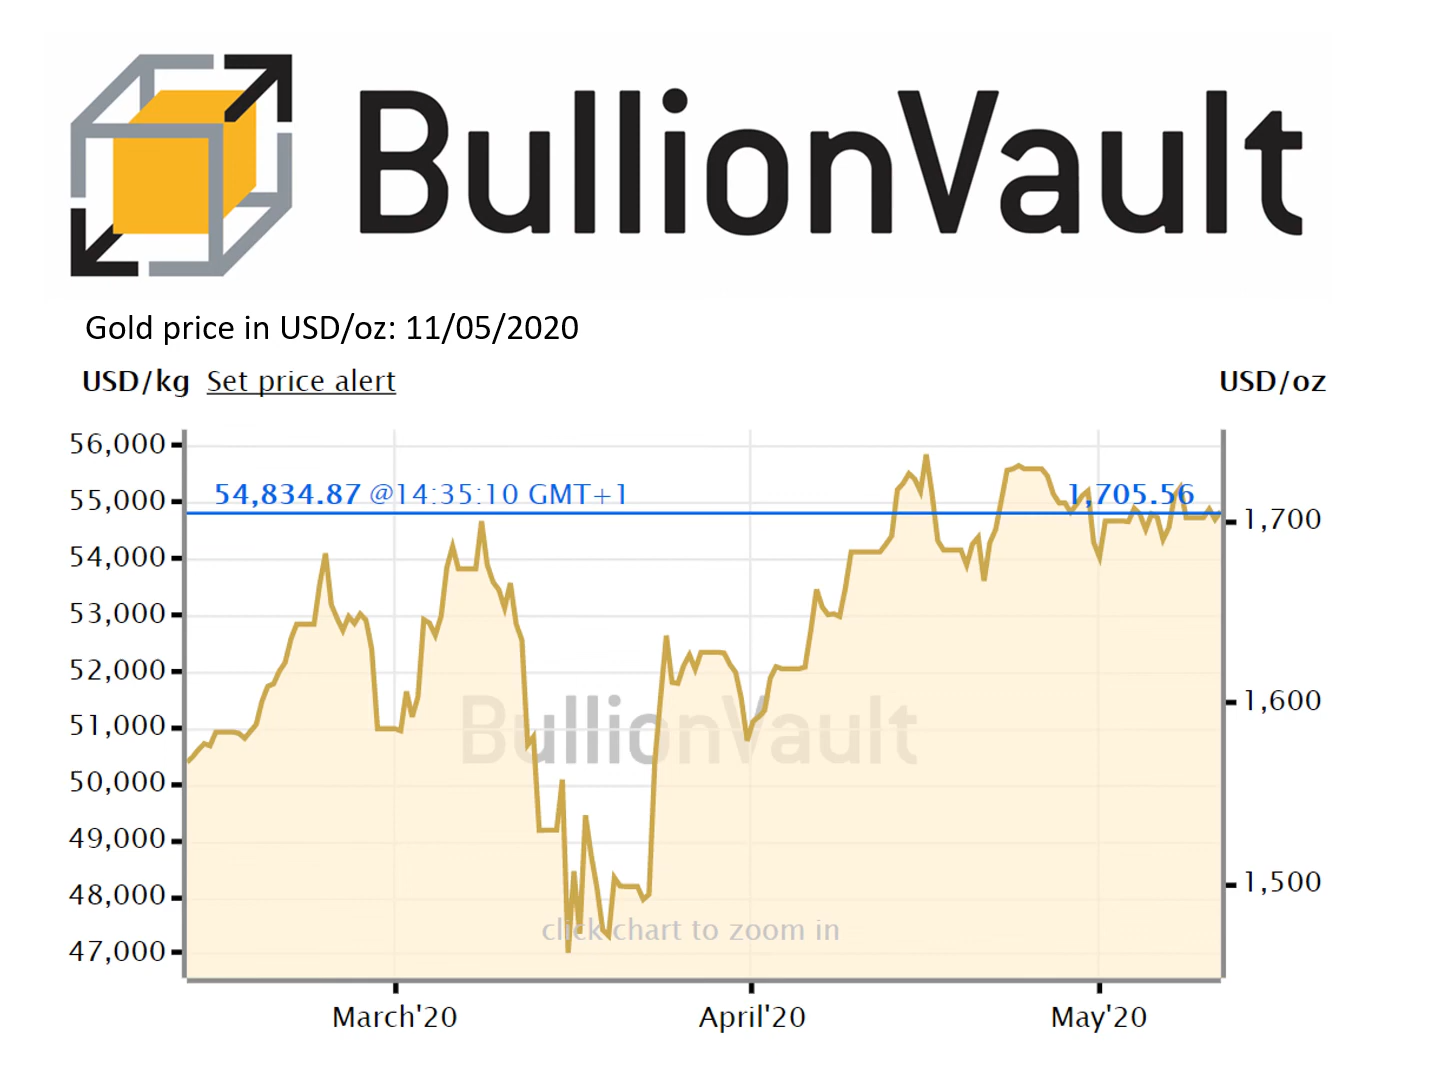 BullionVault
Gold price in USD/oz: 11/05/2020
USD/kg Set price alert USD/oz
56,000
55,000
54,834.87 @14:35:10 GMT+1
1,705.56
54,000
53,000
52,000
51,000
50,000
49,000
48,000
47,000
1,700
1,600
1,500
BullionVault
click chart to zoom in
March'20 April'20 May'20